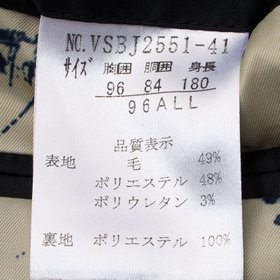 NO.VSBJ2551-41
サイズ 胸囲 胴囲 身長
96 84 180
96ALL
品質表示
表地 毛 49%
ポリエステル 48%
ポリウレタン 3%
裏地 ポリエステル 100%